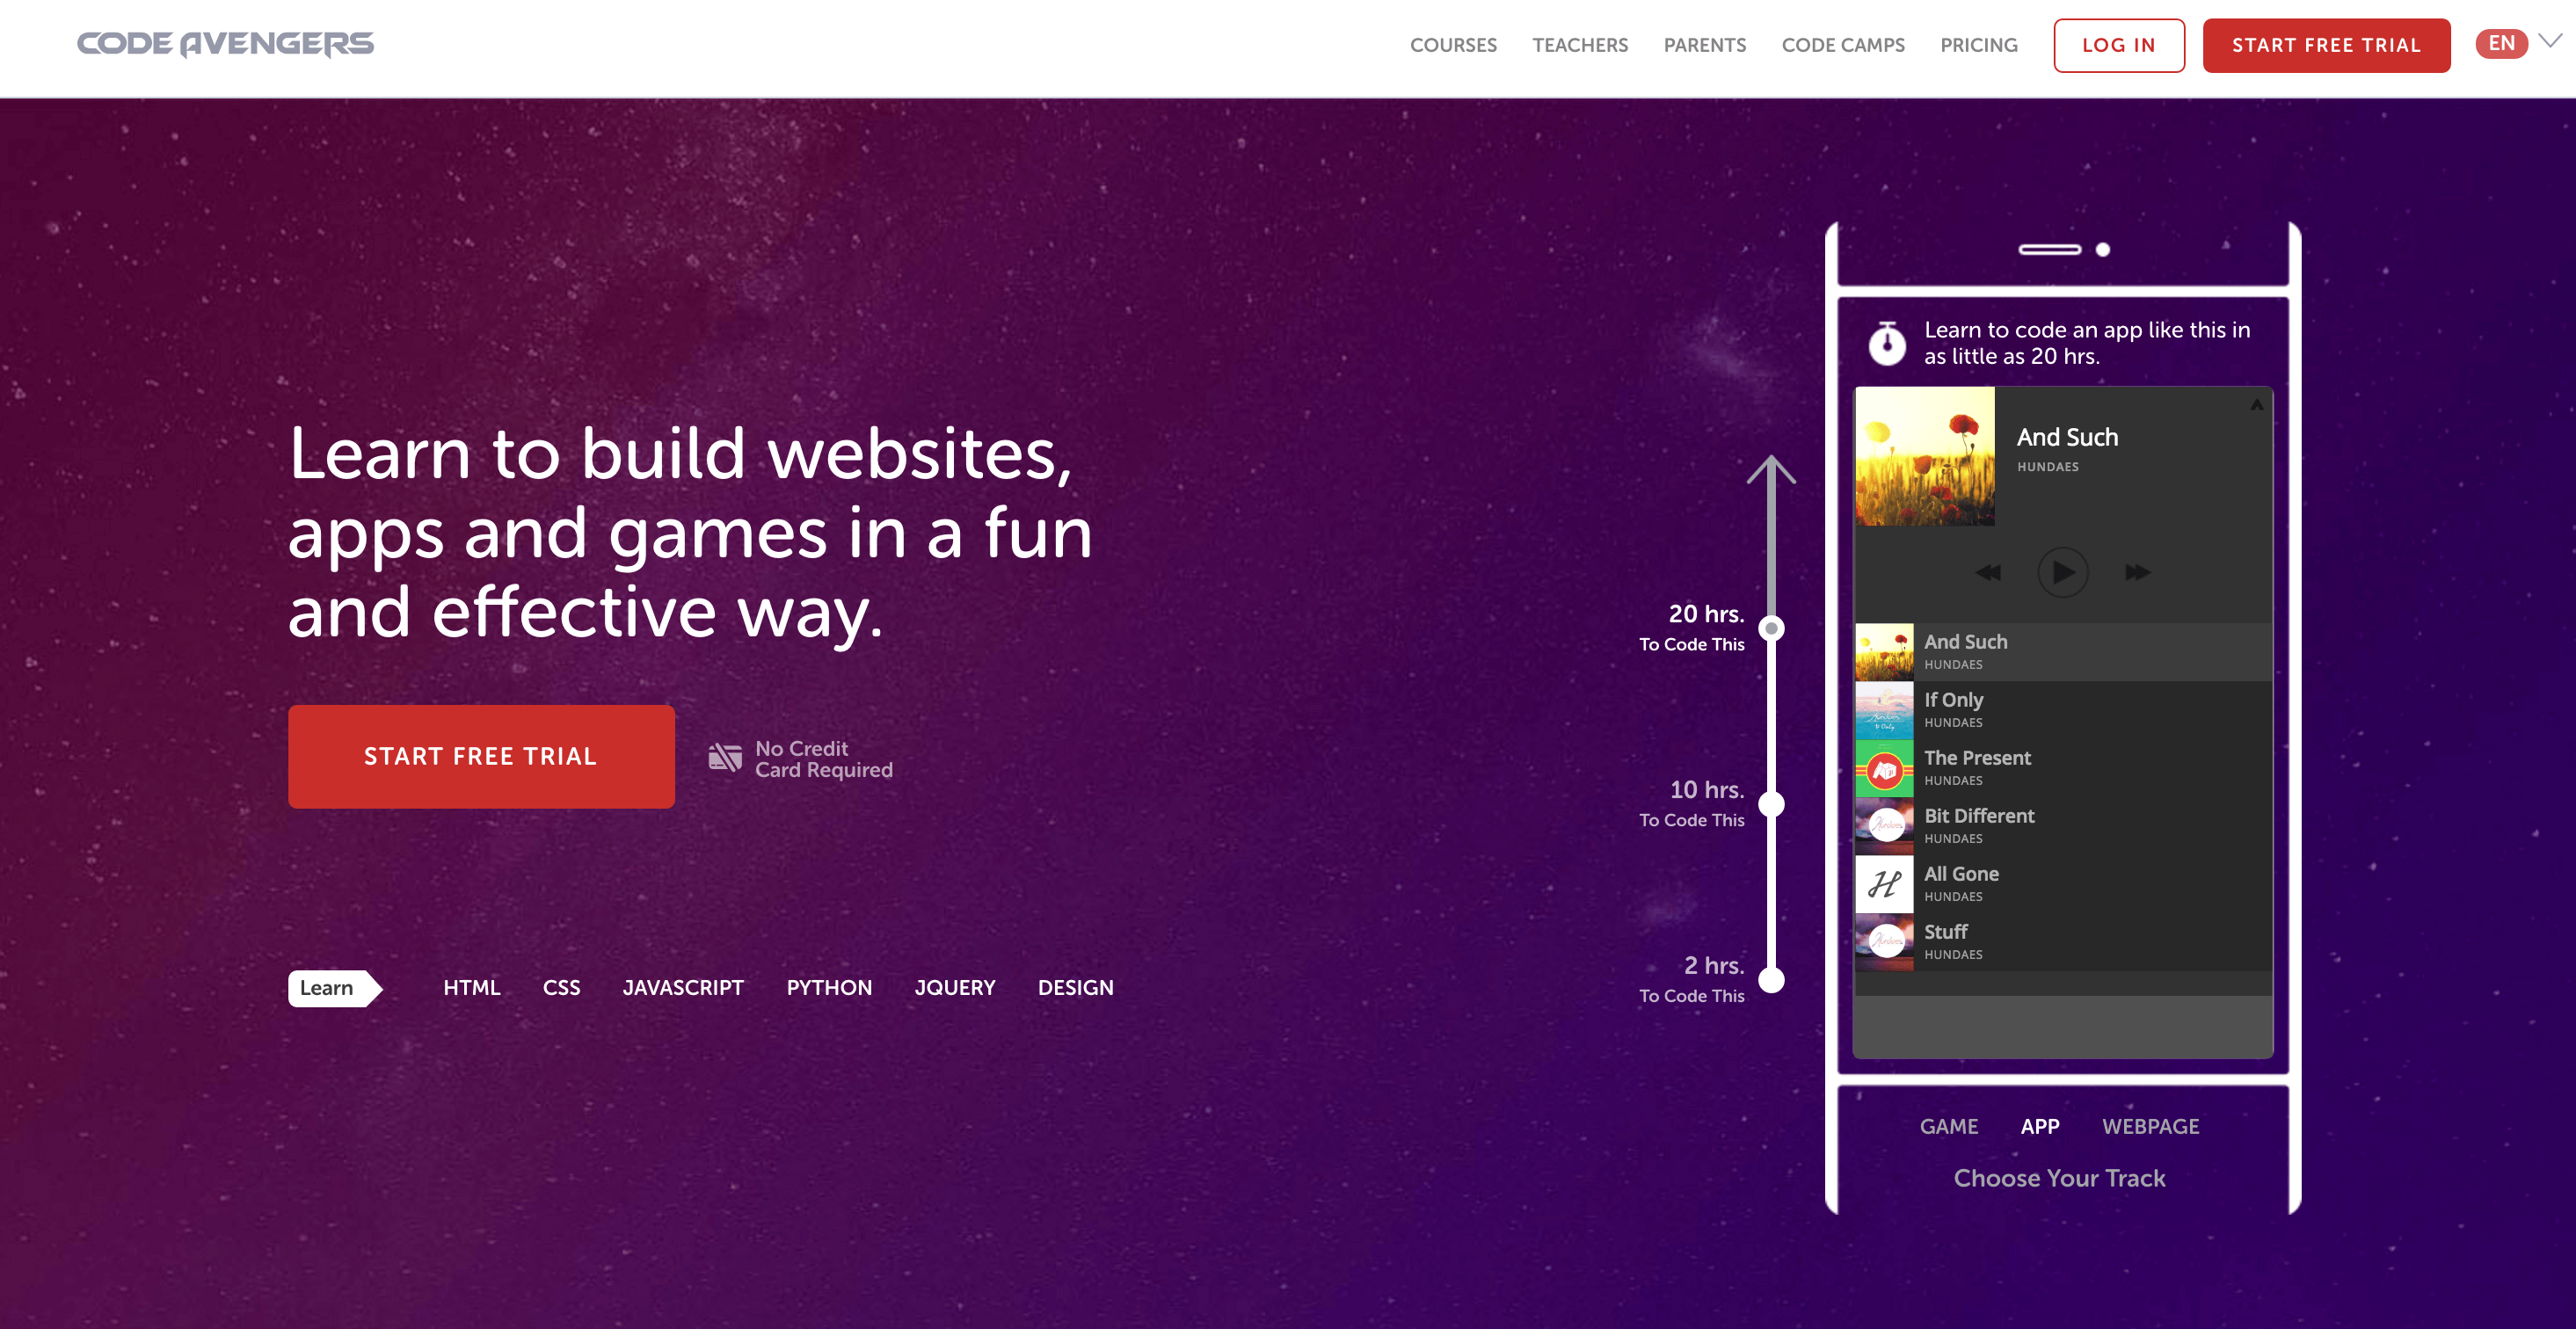 CODE AVENGERS
COURSES
TEACHERS
PARENTS
CODE CAMPS
PRICING
LOG IN
START FREE TRIAL
EN
Learn to build websites,
apps and games in a fun
and effective way.
START FREE TRIAL
No Credit
Card Required
Learn
HTML
CSS
JAVASCRIPT
PYTHON
JQUERY
DESIGN
20 hrs.
To Code This
10 hrs.
To Code This
2 hrs.
To Code This
Learn to code an app like this in
as little as 20 hrs.
And Such
HUNDAES
And Such
HUNDAES
If Only
HUNDAES
The Present
HUNDAES
Bit Different
HUNDAES
H
All Gone
HUNDAES
Stuff
HUNDAES
GAME
APP
WEBPAGE
Choose Your Track